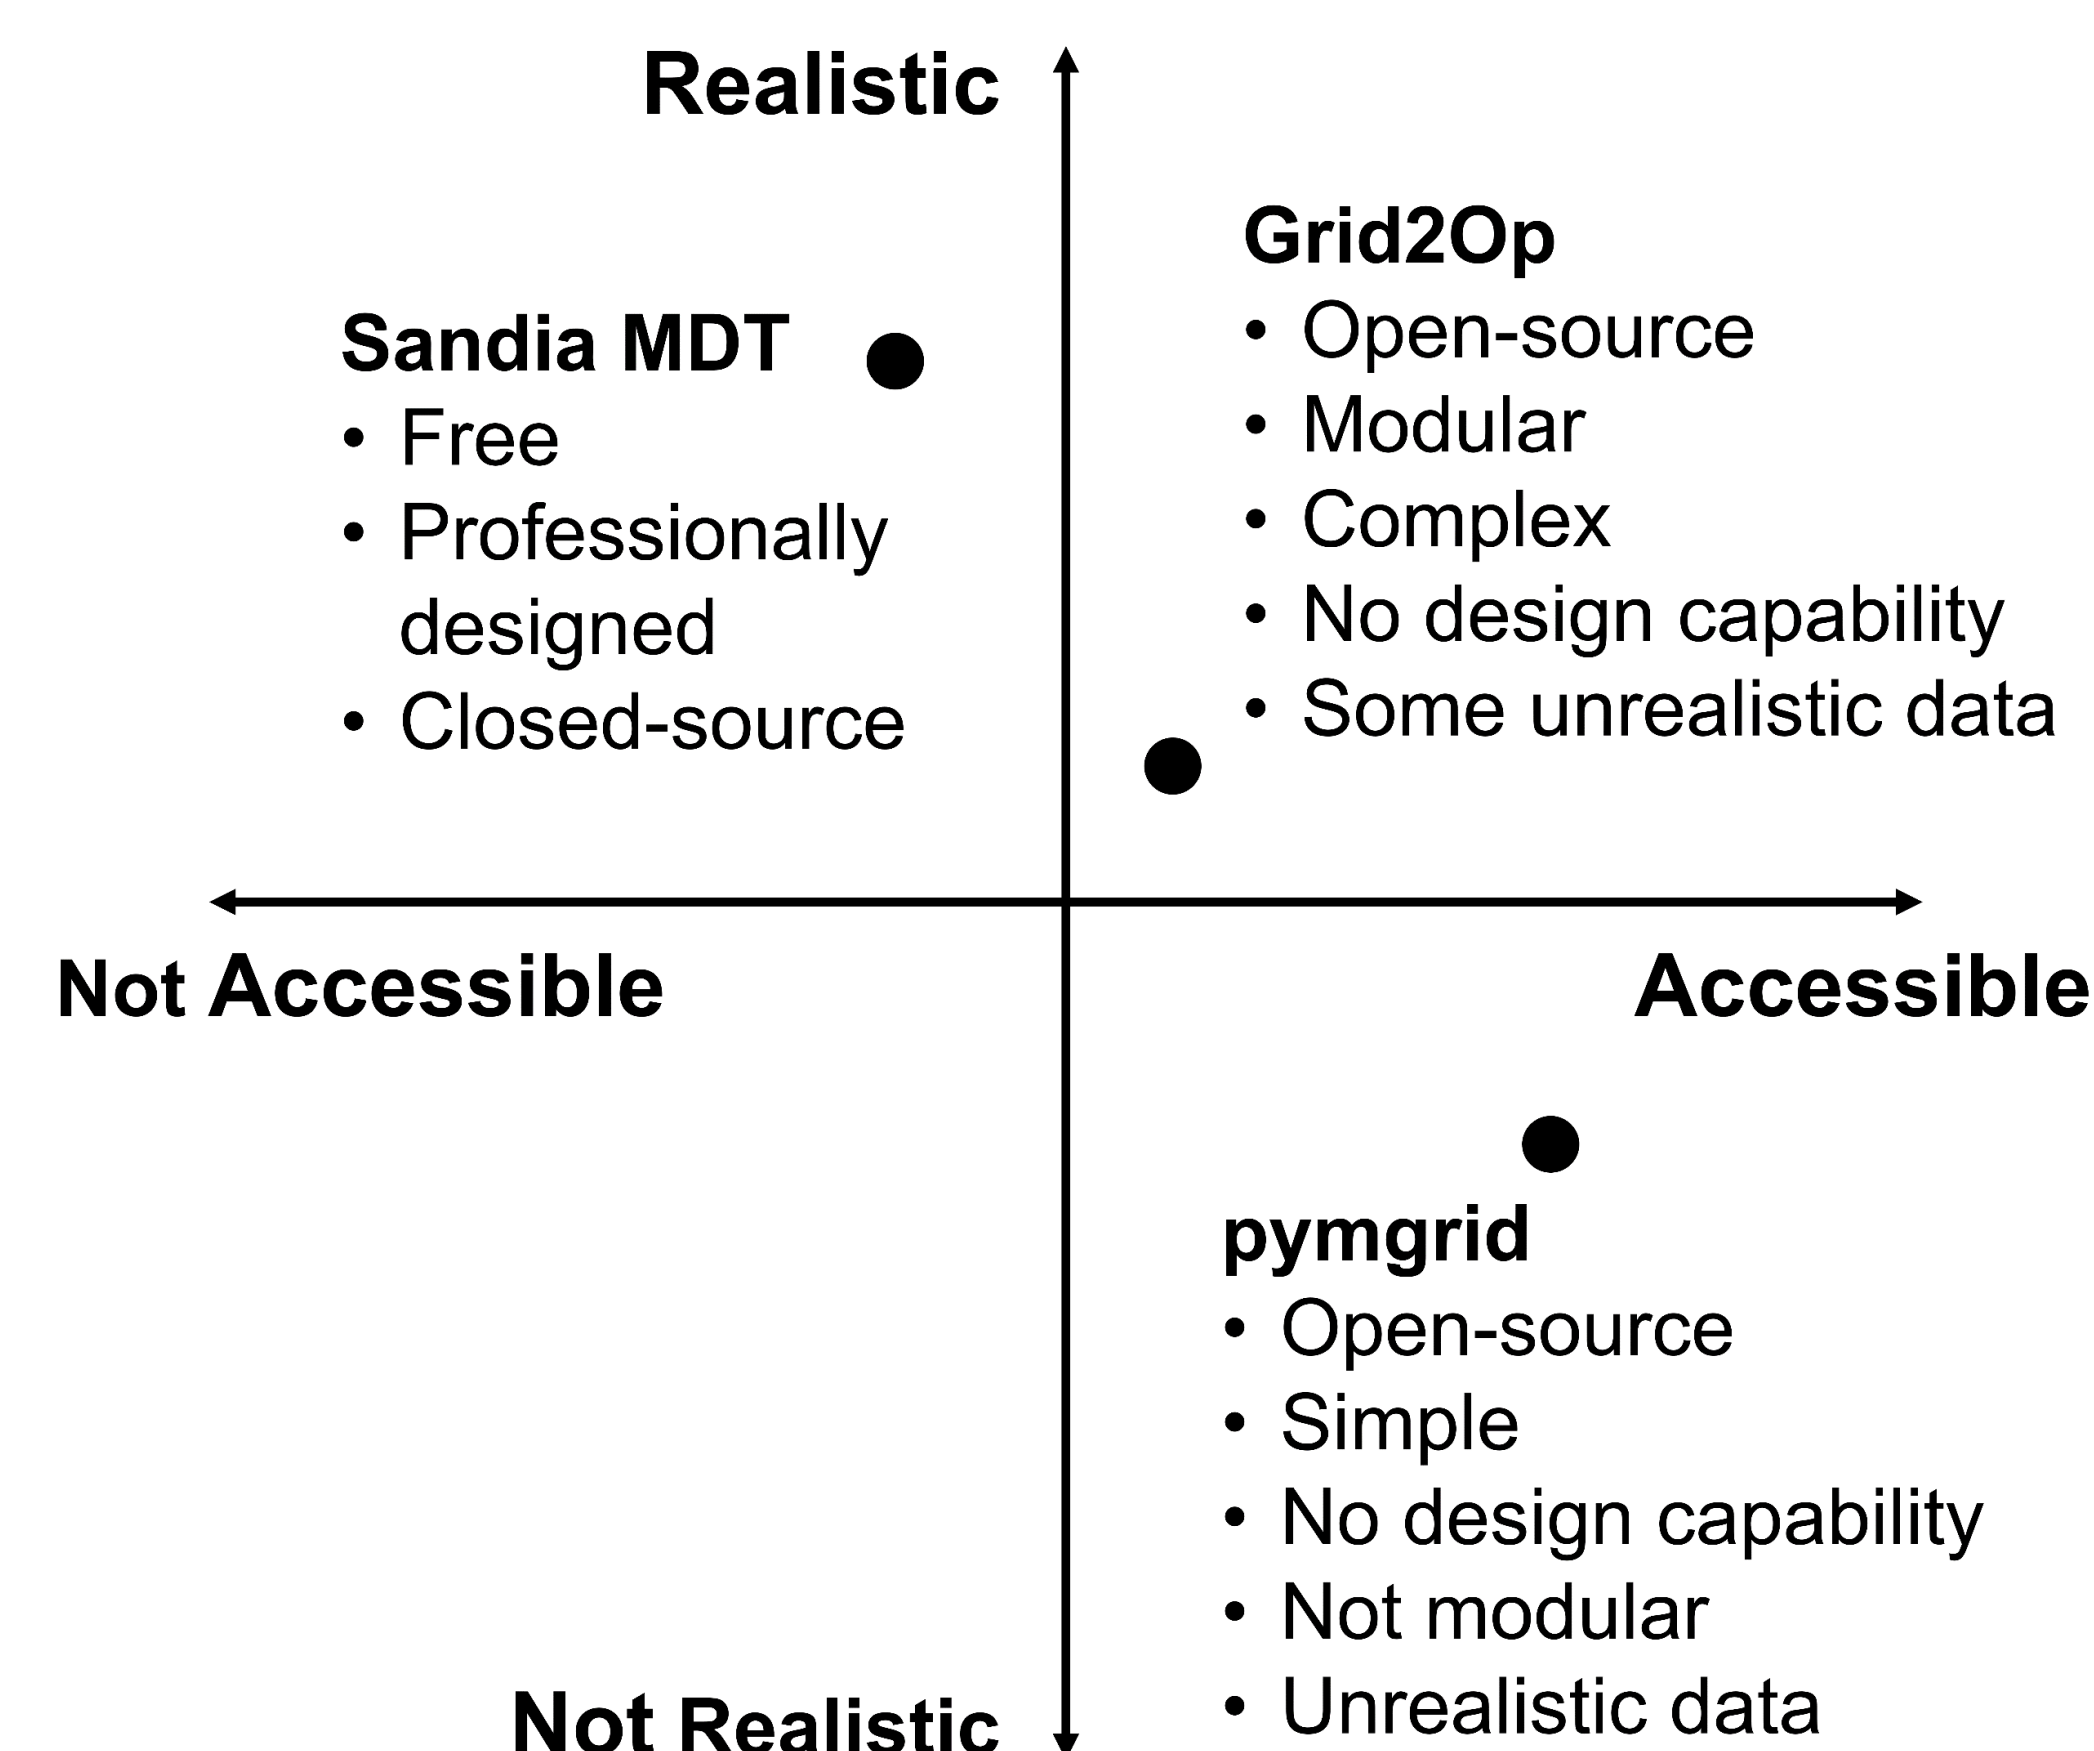 Realistic
Sandia MDT
• Free
• Professionally
designed
• Closed-source
Grid2Op
• Open-source
• Modular
• Complex
• No design capability
• Some unrealistic data
Not Accessible
Accessible
pymgrid
• Open-source
• Simple
• No design capability
• Not modular
• Unrealistic data
Not Realistic